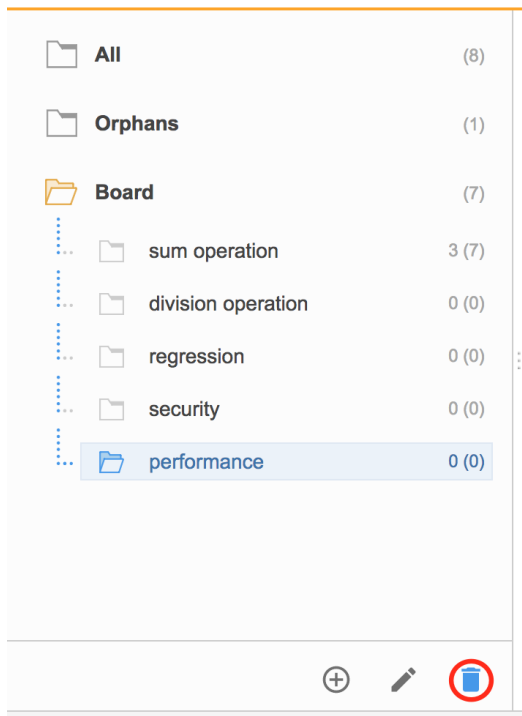 All (8)
Orphans (1)
Board (7)
sum operation 3 (7)
division operation 0 (0)
regression 0 (0)
security 0 (0)
performance 0 (0)